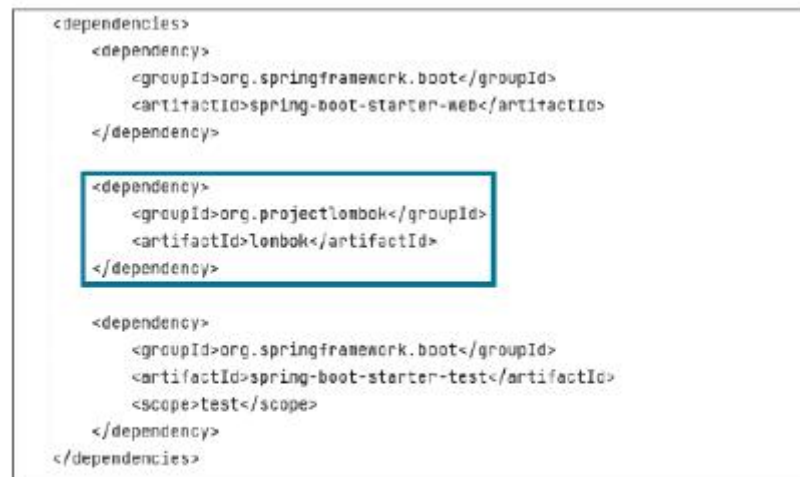 <dependencies>
<dependency>
<groupId>org.springframework.boot</groupId>
<artifactId>spring-boot-starter-web</artifactId>
</dependency>
<dependency>
<groupId>org.projectlombok</groupId>
<artifactId>lombok</artifactId>
</dependency>
<dependency>
<groupId>org.springframework.boot</groupId>
<artifactId>spring-boot-starter-test</artifactId>
<scope>test</scope>
</dependency>
</dependencies>